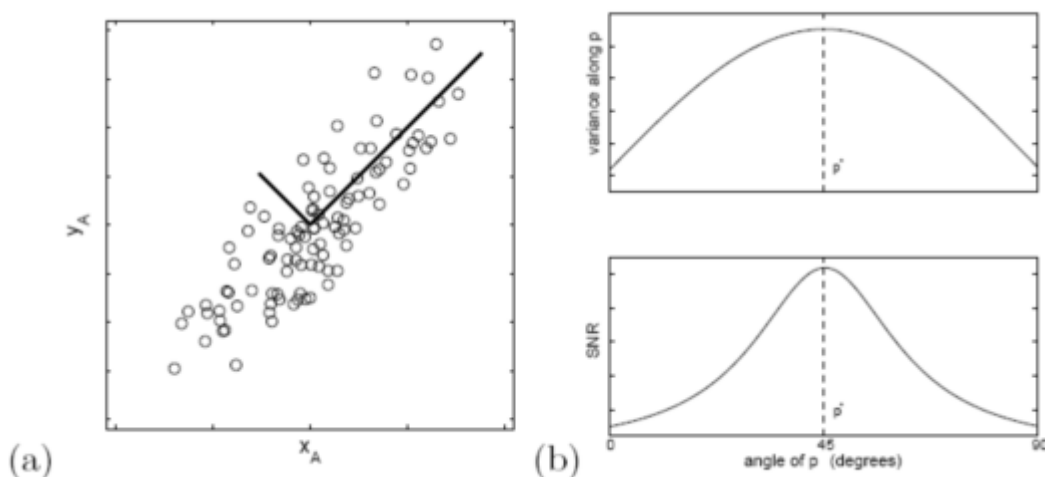 y_A
x_A
(a)
variance along p
p*
SNR
p*
0
45
90
angle of p (degrees)
(b)